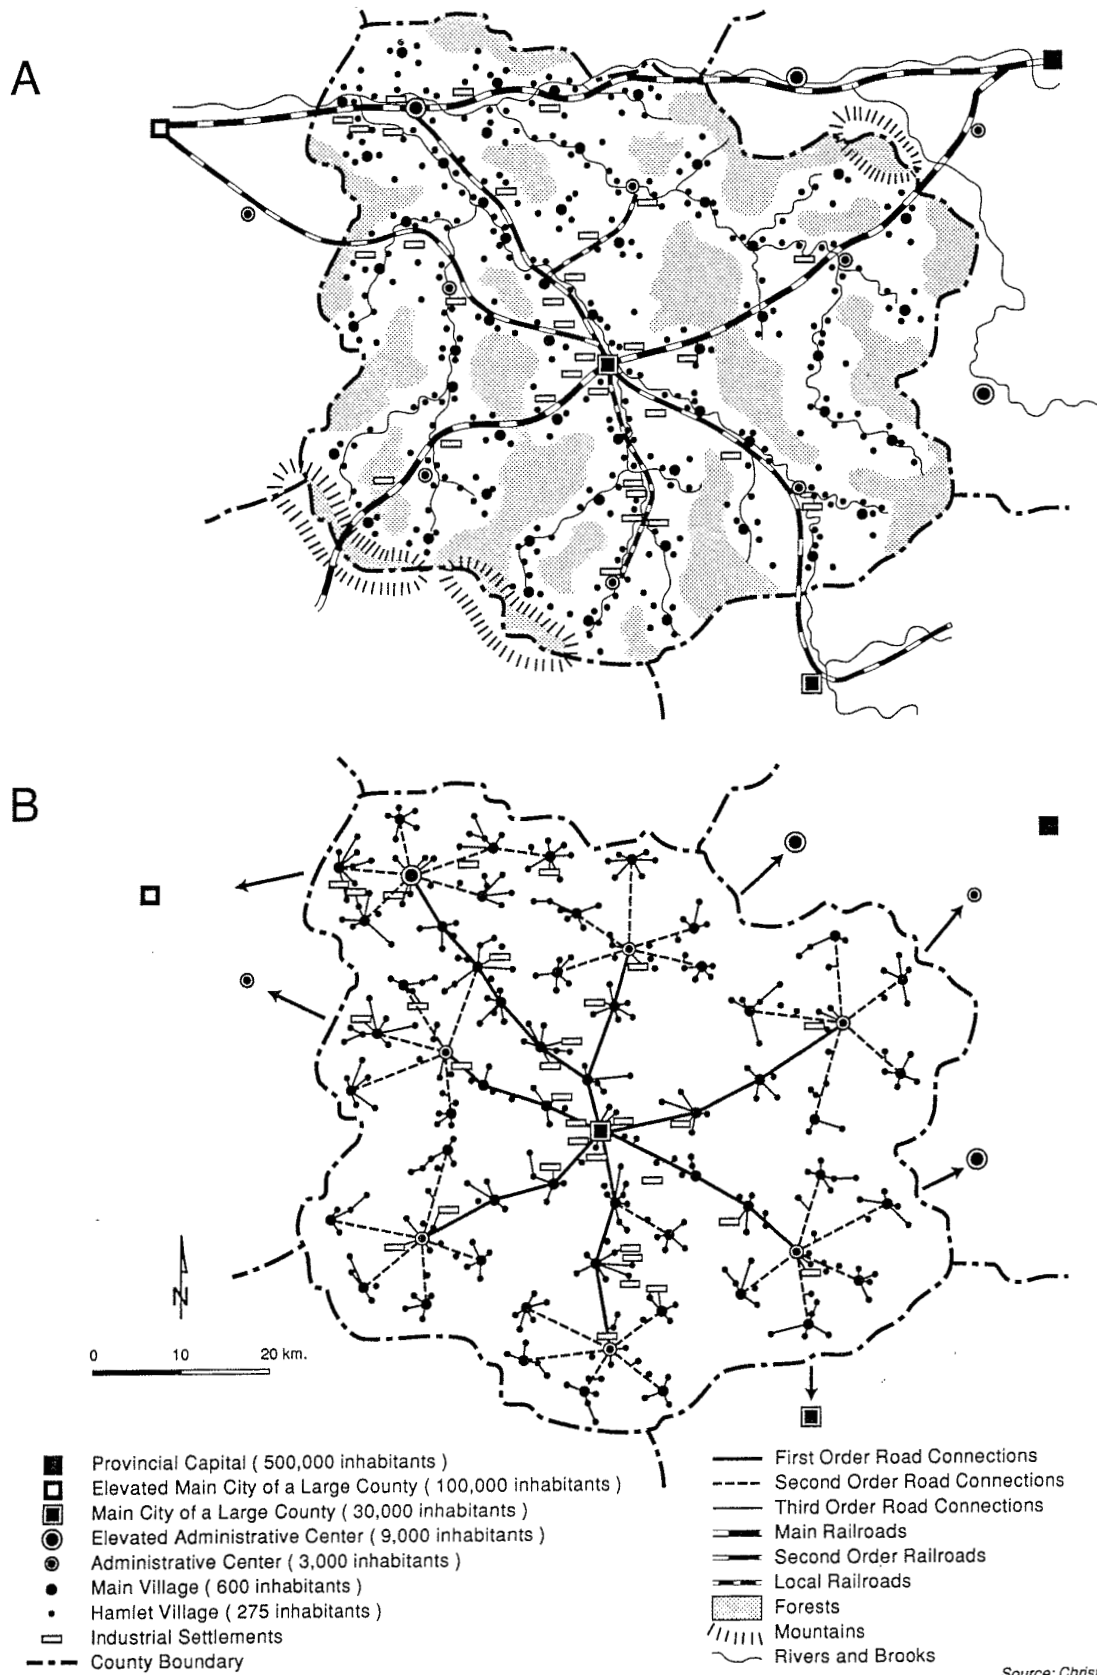 A
B
N
0 10 20 km.
Provincial Capital ( 500,000 inhabitants )
Elevated Main City of a Large County ( 100,000 inhabitants )
Main City of a Large County ( 30,000 inhabitants )
Elevated Administrative Center ( 9,000 inhabitants )
Administrative Center ( 3,000 inhabitants )
Main Village ( 600 inhabitants )
Hamlet Village ( 275 inhabitants )
Industrial Settlements
County Boundary
First Order Road Connections
Second Order Road Connections
Third Order Road Connections
Main Railroads
Second Order Railroads
Local Railroads
Forests
Mountains
Rivers and Brooks
Source: Christ